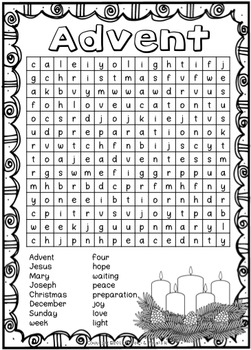 Advent
c a l e y o l i g h t i f j
g c h r i s t m a s f v f w e
a k b v y m w w a w d r v u s
f o h l o v e u c a t o n t u
o c s r d j o j k i e j t v s
u d p r e p a r a t i o n o k
r v w t c h f n b i l s c y t
t o a j e a d v e n t e s s m
r g s w m e f i g g r p p u l
m h b r b d c p r f m h f n y
y o n l e b e o i m y o n d r
c p i t r v s v j o y t p a b
w e e k j g u u p n m a r y l
c h j p n h p e a c e d n t y
Advent four
Jesus hope
Mary waiting
Joseph peace
Christmas preparation
December joy
Sunday love
week light